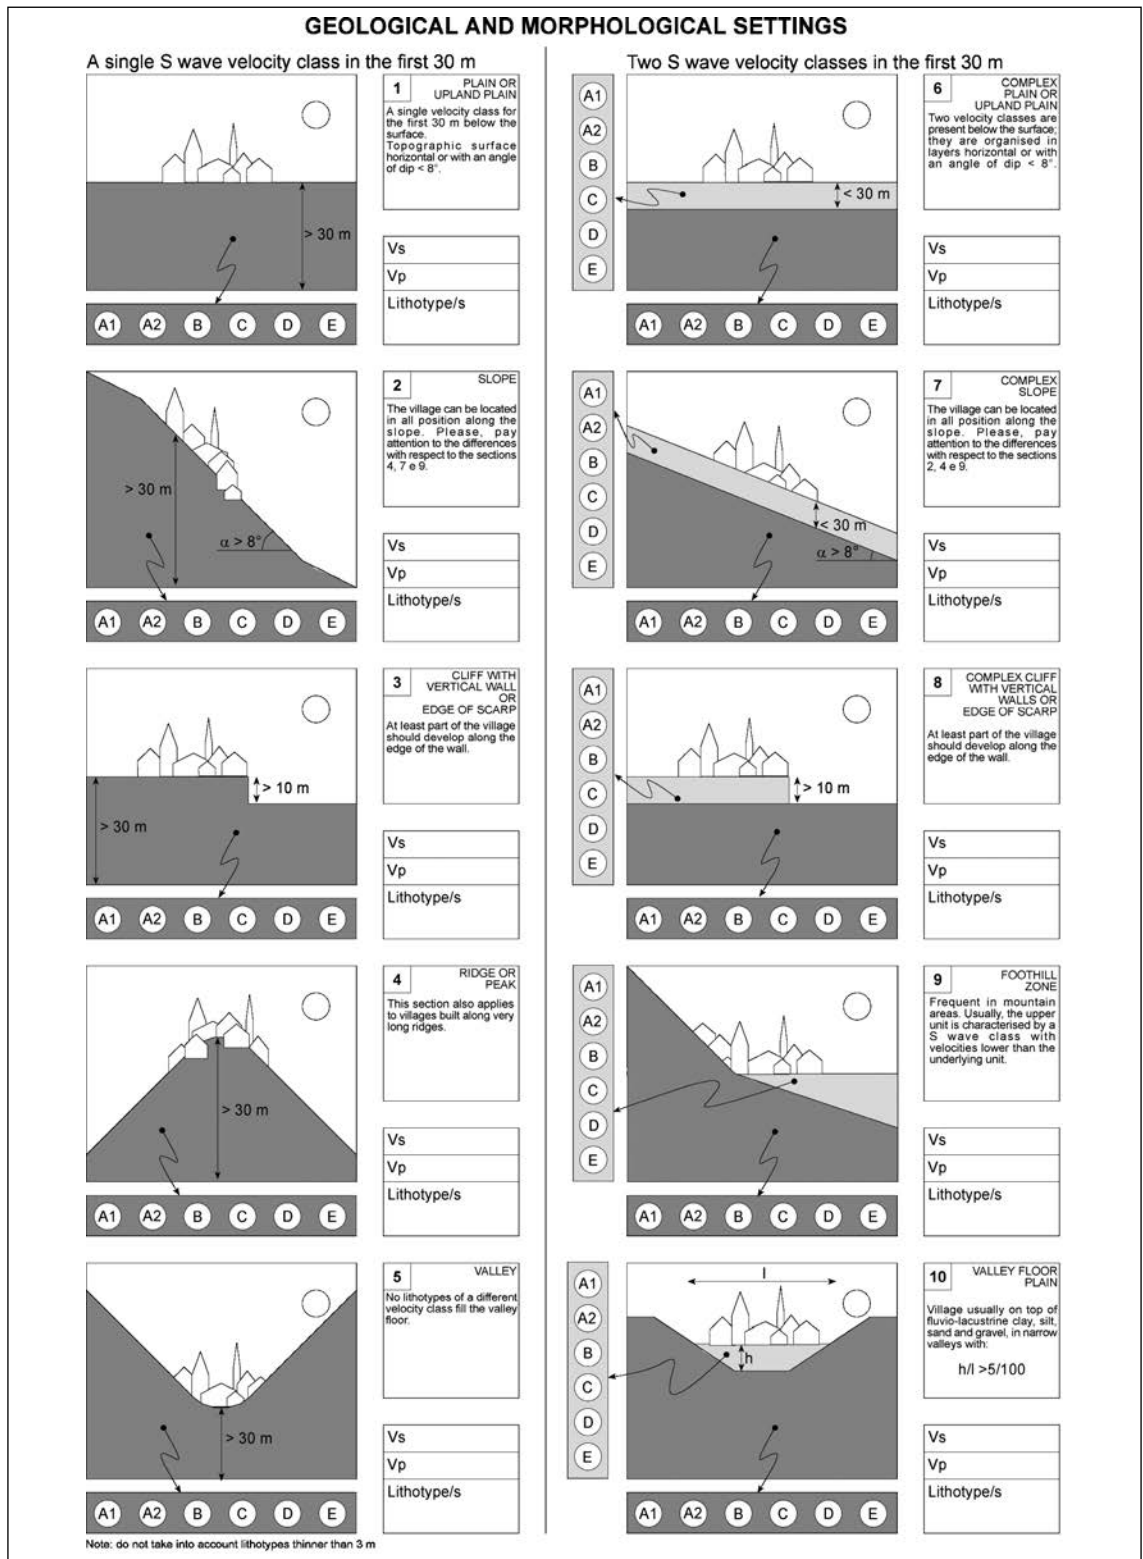 GEOLOGICAL AND MORPHOLOGICAL SETTINGS
A single S wave velocity class in the first 30 m
1
PLAIN OR
UPLAND PLAIN
A single velocity class for
the first 30 m below the
surface.
Topographic surface
horizontal or with an angle
of dip < 8°.
> 30 m
Vs
Vp
Lithotype/s
A1 A2 B C D E
2
SLOPE
The village can be located
in all position along the
slope. Please, pay
attention to the differences
with respect to the sections
4, 7 e 9.
> 30 m
α > 8°
Vs
Vp
Lithotype/s
A1 A2 B C D E
3
CLIFF WITH
VERTICAL WALL
OR
EDGE OF SCARP
At least part of the village
should develop along the
edge of the wall.
> 10 m
> 30 m
Vs
Vp
Lithotype/s
A1 A2 B C D E
4
RIDGE OR
PEAK
This section also applies
to villages built along very
long ridges.
> 30 m
Vs
Vp
Lithotype/s
A1 A2 B C D E
5
VALLEY
No lithotypes of a different
velocity class fill the valley
floor.
> 30 m
Vs
Vp
Lithotype/s
A1 A2 B C D E
Note: do not take into account lithotypes thinner than 3 m
Two S wave velocity classes in the first 30 m
A1
A2
B
C
D
E
6
COMPLEX
PLAIN OR
UPLAND PLAIN
Two velocity classes are
present below the surface;
they are organised in
layers horizontal or with
an angle of dip < 8°.
< 30 m
Vs
Vp
Lithotype/s
A1 A2 B C D E
A1
A2
B
C
D
E
7
COMPLEX
SLOPE
The village can be located
in all position along the
slope. Please, pay
attention to the differences
with respect to the sections
2, 4 e 9.
< 30 m
α > 8°
Vs
Vp
Lithotype/s
A1 A2 B C D E
A1
A2
B
C
D
E
8
COMPLEX CLIFF
WITH VERTICAL
WALLS OR
EDGE OF SCARP
At least part of the village
should develop along the
edge of the wall.
> 10 m
Vs
Vp
Lithotype/s
A1 A2 B C D E
A1
A2
B
C
D
E
9
FOOTHILL
ZONE
Frequent in mountain
areas. Usually, the upper
unit is characterised by a
S wave class with
velocities lower than the
underlying unit.
Vs
Vp
Lithotype/s
A1 A2 B C D E
A1
A2
B
C
D
E
10
VALLEY FLOOR
PLAIN
Village usually on top of
fluvio-lacustrine clay, silt,
sand and gravel, in narrow
valleys with:
h/l >5/100
l
h
Vs
Vp
Lithotype/s
A1 A2 B C D E